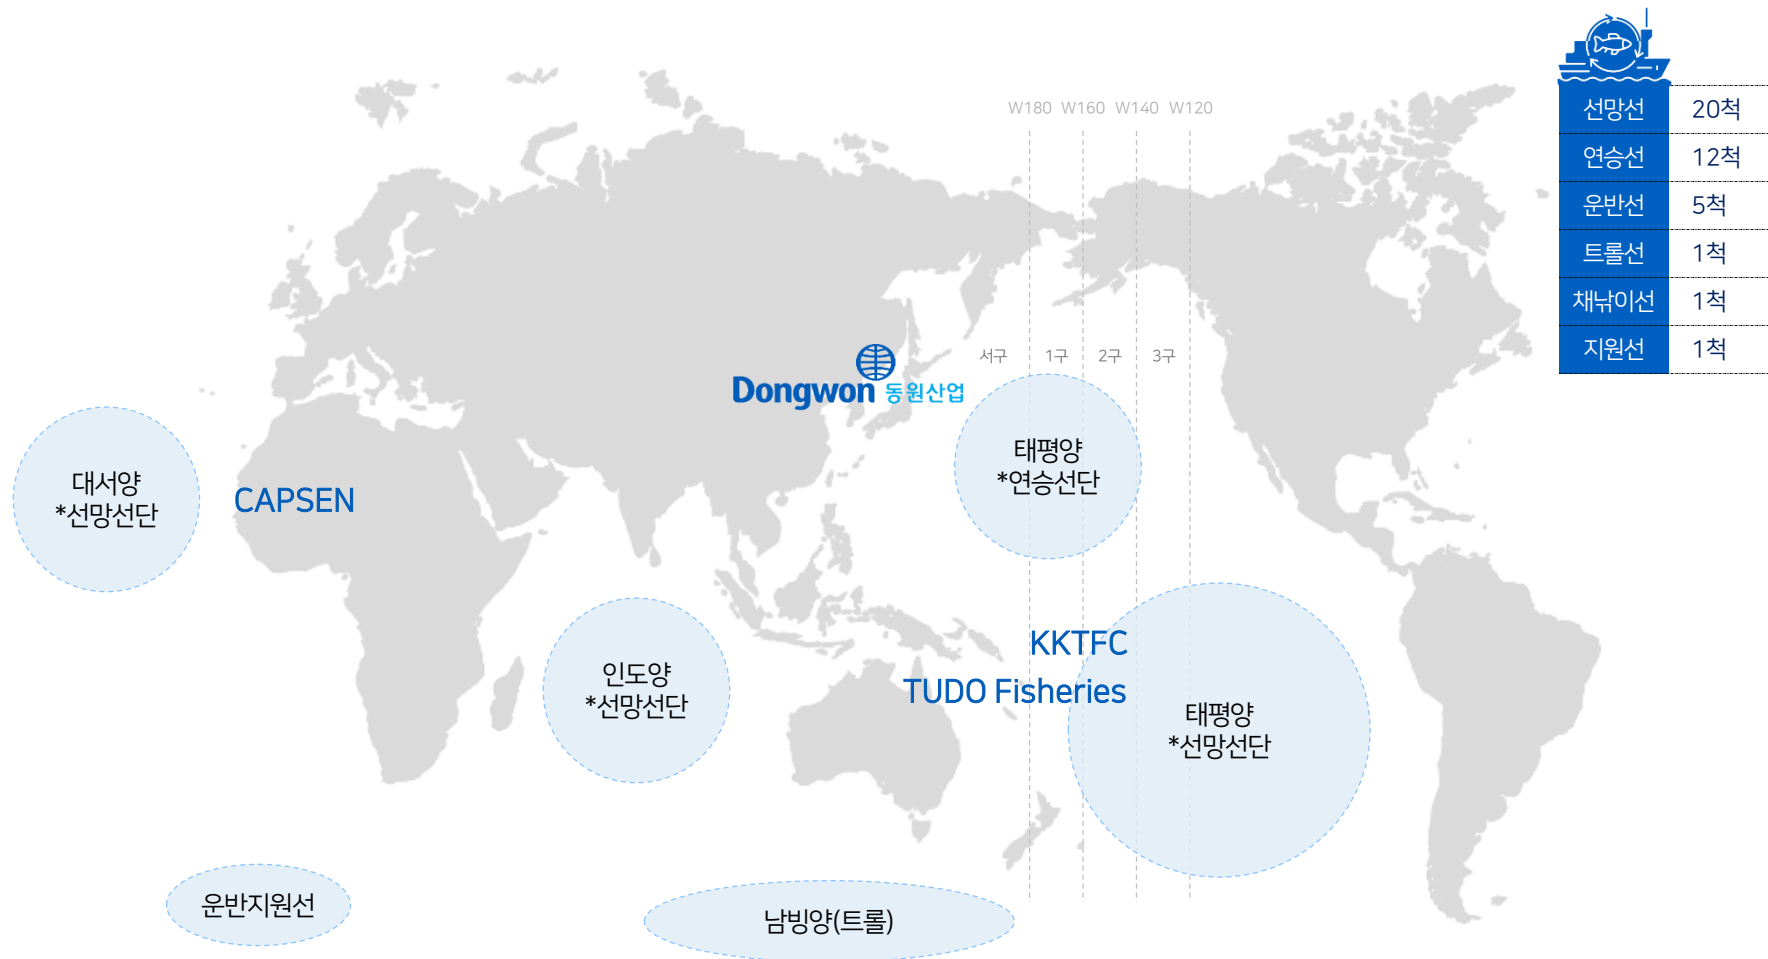 선망선 20척
연승선 12척
운반선 5척
트롤선 1척
채낚이선 1척
지원선 1척
W180 W160 W140 W120
서구 1구 2구 3구
Dongwon 동원산업
태평양
*연승선단
대서양
*선망선단
CAPSEN
KKTFC
TUDO Fisheries
인도양
*선망선단
태평양
*선망선단
운반지원선
남빙양(트롤)